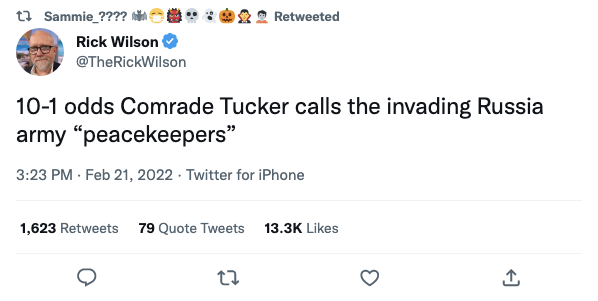 Sammie_???? 🦇😷👹💀👻🎃🧛🧟 Retweeted
Rick Wilson
@TheRickWilson
10-1 odds Comrade Tucker calls the invading Russia
army “peacekeepers”
3:23 PM · Feb 21, 2022 · Twitter for iPhone
1,623 Retweets 79 Quote Tweets 13.3K Likes